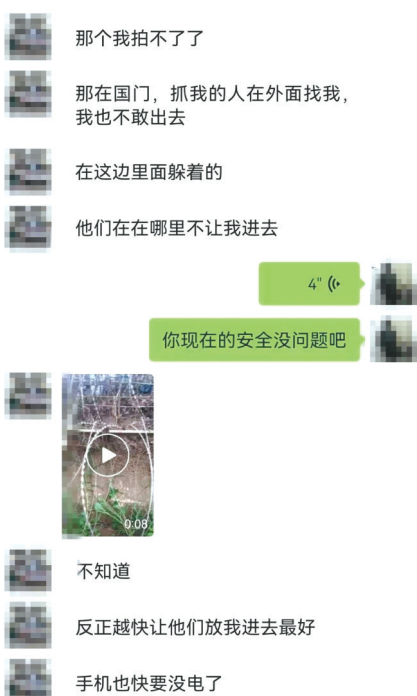 那个我拍不了了
那在国门，抓我的人在外面找我，
我也不敢出去
在这边里面躲着的
他们在在哪里不让我进去
4"
你现在的安全没问题吧
0:08
不知道
反正越快让他们放我进去最好
手机也快要没电了